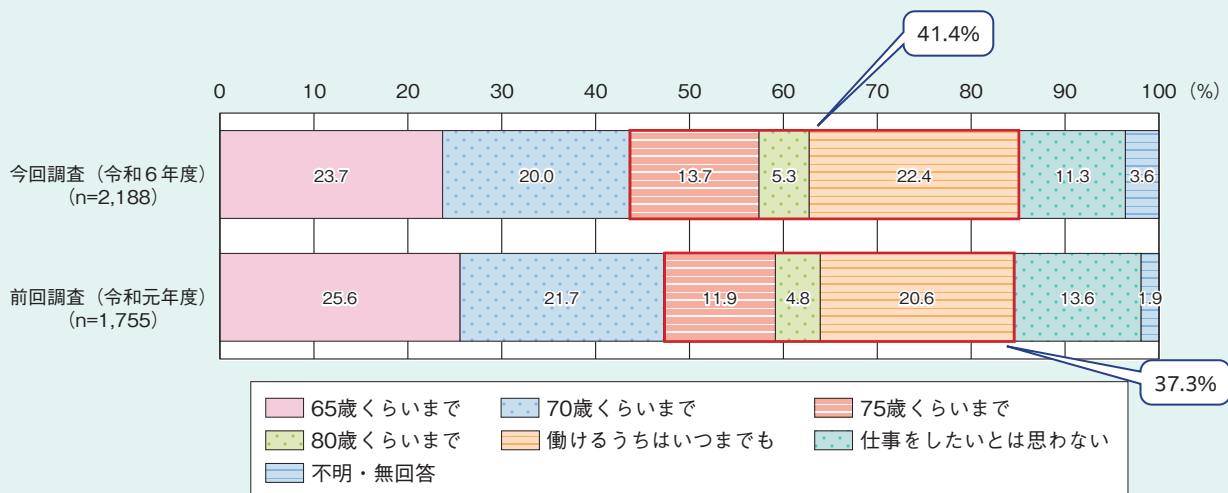 41.4%
0 10 20 30 40 50 60 70 80 90 100 (%)
今回調査(令和６年度)
(n=2,188)
23.7 20.0 13.7 5.3 22.4 11.3 3.6
前回調査(令和元年度)
(n=1,755)
25.6 21.7 11.9 4.8 20.6 13.6 1.9
37.3%
65歳くらいまで 70歳くらいまで 75歳くらいまで
80歳くらいまで 働けるうちはいつまでも 仕事をしたいとは思わない
不明・無回答